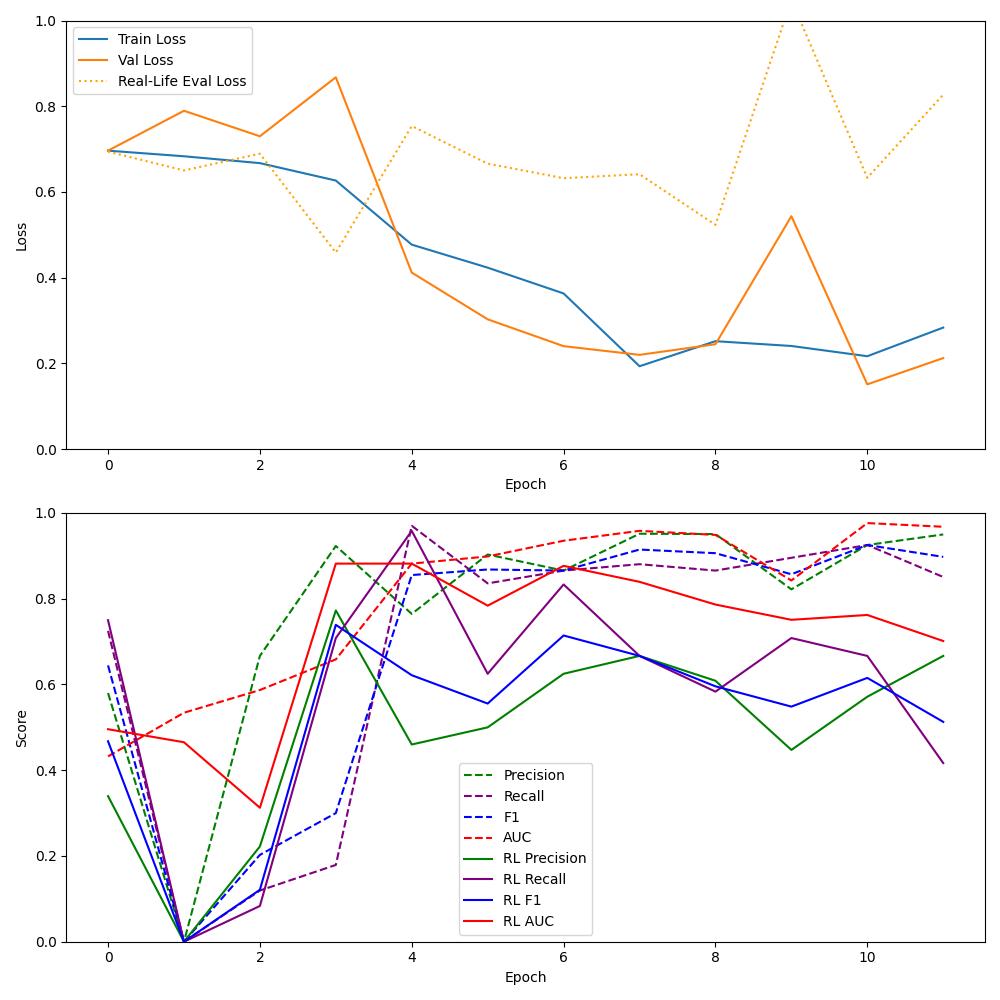 1.0
Train Loss
Val Loss
Real-Life Eval Loss
0.8
0.6
Loss
0.4
0.2
0.0
0 2 4 6 8 10
Epoch
1.0
0.8
0.6
Score
0.4
Precision
Recall
F1
AUC
RL Precision
RL Recall
RL F1
RL AUC
0.2
0.0
0 2 4 6 8 10
Epoch